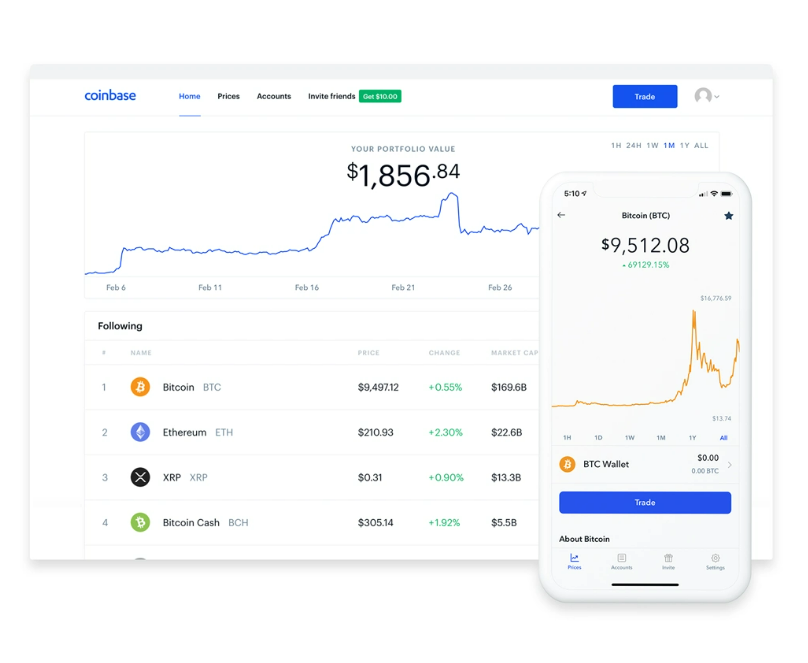 coinbase
Home Prices Accounts Invite friends Get $10.00
Trade
YOUR PORTFOLIO VALUE
$1,856.84
1H 24H 1W 1M 1Y ALL
Feb 6 Feb 11 Feb 16 Feb 21 Feb 26
Following
# NAME PRICE CHANGE MARKET CAP
1 Bitcoin BTC $9,497.12 +0.55% $169.6B
2 Ethereum ETH $210.93 +2.30% $22.6B
3 XRP XRP $0.31 +0.90% $13.3B
4 Bitcoin Cash BCH $305.14 +1.92% $5.5B
5:10
Bitcoin (BTC)
$9,512.08
+ 69129.15%
$16,776.59
$13.74
1H 1D 1W 1M 1Y All
BTC Wallet $0.00
0.00 BTC
Trade
About Bitcoin
Prices Accounts Invite Settings